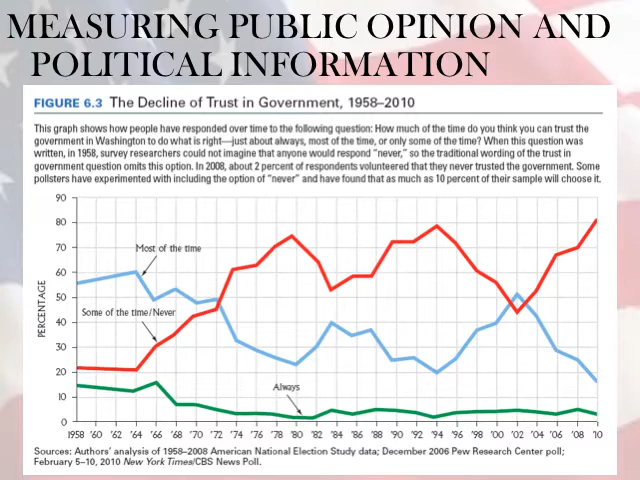 MEASURING PUBLIC OPINION AND
POLITICAL INFORMATION
FIGURE 6.3 The Decline of Trust in Government, 1958–2010
This graph shows how people have responded over time to the following question: How much of the time do you think you can trust the
government in Washington to do what is right—just about always, most of the time, or only some of the time? When this question was
written, in 1958, survey researchers could not imagine that anyone would respond "never," so the traditional wording of the trust in
government question omits this option. In 2008, about 2 percent of respondents volunteered that they never trusted the government. Some
pollsters have experimented with including the option of "never" and have found that as much as 10 percent of their sample will choose it.
90
80
70
60
50
40
30
20
10
0
PERCENTAGE
Most of the time
Some of the time/Never
Always
1958 '60 '62 '64 '66 '68 '70 '72 '74 '76 '78 '80 '82 '84 '86 '88 '90 '92 '94 '96 '98 '00 '02 '04 '06 '08 '10
Sources: Authors' analysis of 1958–2008 American National Election Study data; December 2006 Pew Research Center poll;
February 5–10, 2010 New York Times/CBS News Poll.